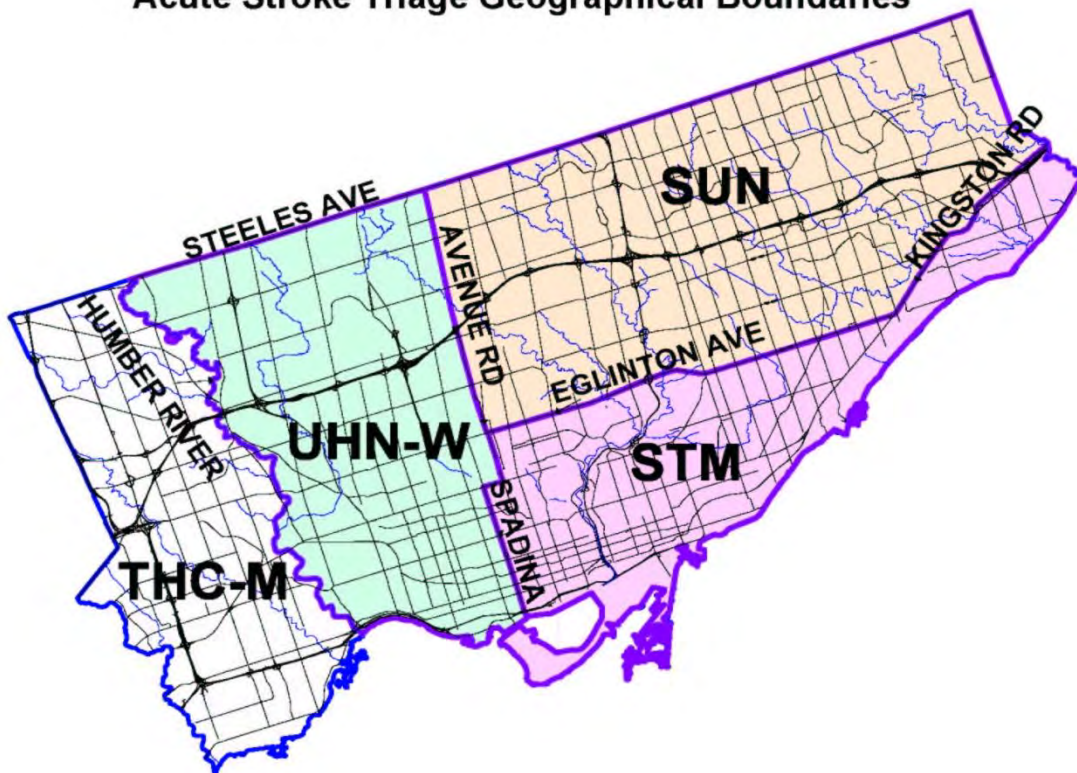 Acute Stroke Triage Geographical Boundaries
STEELES AVE
SUN
KINGSTON RD
AVENUE RD
HUMBER RIVER
EGLINTON AVE
UHN-W
STM
SPADINA
THC-M